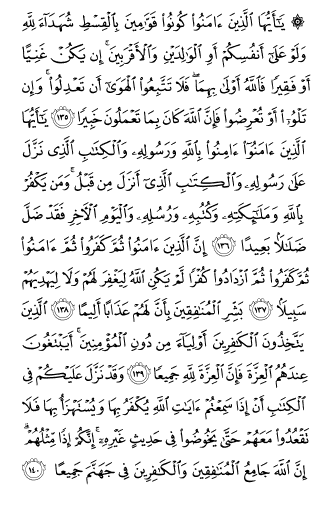 ۞ يَـٰٓأَيُّهَا ٱلَّذِينَ ءَامَنُوا۟ كُونُوا۟ قَوَّٰمِينَ بِٱلْقِسْطِ شُهَدَآءَ لِلَّهِ
وَلَوْ عَلَىٰٓ أَنفُسِكُمْ أَوِ ٱلْوَٰلِدَيْنِ وَٱلْأَقْرَبِينَ ۚ إِن يَكُنْ غَنِيًّا
أَوْ فَقِيرًا فَٱللَّهُ أَوْلَىٰ بِهِمَا ۖ فَلَا تَتَّبِعُوا۟ ٱلْهَوَىٰٓ أَن تَعْدِلُوا۟ ۚ وَإِن
تَلْوُۥٓا۟ أَوْ تُعْرِضُوا۟ فَإِنَّ ٱللَّهَ كَانَ بِمَا تَعْمَلُونَ خَبِيرًا ١٣٥ يَـٰٓأَيُّهَا
ٱلَّذِينَ ءَامَنُوٓا۟ ءَامِنُوا۟ بِٱللَّهِ وَرَسُولِهِۦ وَٱلْكِتَـٰبِ ٱلَّذِى نَزَّلَ
عَلَىٰ رَسُولِهِۦ وَٱلْكِتَـٰبِ ٱلَّذِىٓ أَنزَلَ مِن قَبْلُ ۚ وَمَن يَكْفُرْ
بِٱللَّهِ وَمَلَـٰٓئِكَتِهِۦ وَكُتُبِهِۦ وَرُسُلِهِۦ وَٱلْيَوْمِ ٱلْـَٔاخِرِ فَقَدْ ضَلَّ
ضَلَـٰلًۢا بَعِيدًا ١٣٦ إِنَّ ٱلَّذِينَ ءَامَنُوا۟ ثُمَّ كَفَرُوا۟ ثُمَّ ءَامَنُوا۟
ثُمَّ كَفَرُوا۟ ثُمَّ ٱزْدَادُوا۟ كُفْرًا لَّمْ يَكُنِ ٱللَّهُ لِيَغْفِرَ لَهُمْ وَلَا لِيَهْدِيَهُمْ
سَبِيلًۢا ١٣٧ بَشِّرِ ٱلْمُنَـٰفِقِينَ بِأَنَّ لَهُمْ عَذَابًا أَلِيمًا ١٣٨ ٱلَّذِينَ
يَتَّخِذُونَ ٱلْكَـٰفِرِينَ أَوْلِيَآءَ مِن دُونِ ٱلْمُؤْمِنِينَ ۚ أَيَبْتَغُونَ
عِندَهُمُ ٱلْعِزَّةَ فَإِنَّ ٱلْعِزَّةَ لِلَّهِ جَمِيعًا ١٣٩ وَقَدْ نَزَّلَ عَلَيْكُمْ فِى
ٱلْكِتَـٰبِ أَنْ إِذَا سَمِعْتُمْ ءَايَـٰتِ ٱللَّهِ يُكْفَرُ بِهَا وَيُسْتَهْزَأُ بِهَا فَلَا
تَقْعُدُوا۟ مَعَهُمْ حَتَّىٰ يَخُوضُوا۟ فِى حَدِيثٍ غَيْرِهِۦٓ ۚ إِنَّكُمْ إِذًا مِّثْلُهُمْ ۗ
إِنَّ ٱللَّهَ جَامِعُ ٱلْمُنَـٰفِقِينَ وَٱلْكَـٰفِرِينَ فِى جَهَنَّمَ جَمِيعًا ١٤٠